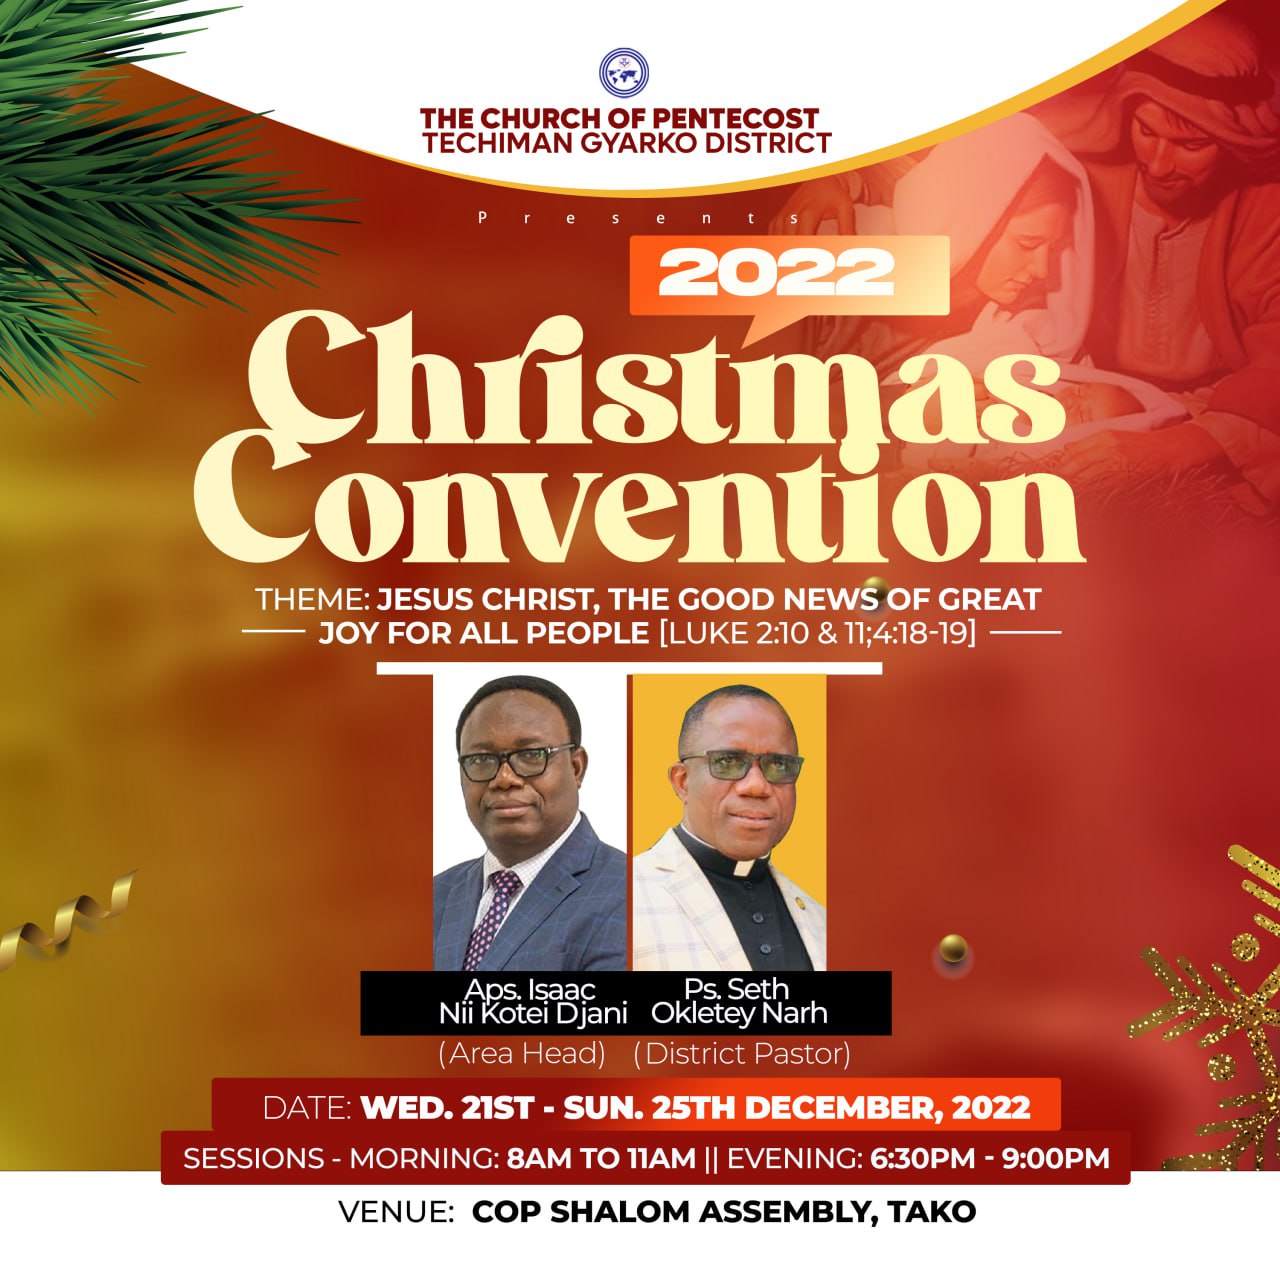 THE CHURCH OF PENTECOST
TECHIMAN GYARKO DISTRICT
Presents
2022
Christmas
Convention
THEME: JESUS CHRIST, THE GOOD NEWS OF GREAT
JOY FOR ALL PEOPLE [LUKE 2:10 & 11;4:18-19]
Aps. Isaac
Nii Kotei Djani
(Area Head)
Ps. Seth
Okletey Narh
(District Pastor)
DATE: WED. 21ST - SUN. 25TH DECEMBER, 2022
SESSIONS - MORNING: 8AM TO 11AM || EVENING: 6:30PM - 9:00PM
VENUE: COP SHALOM ASSEMBLY, TAKO